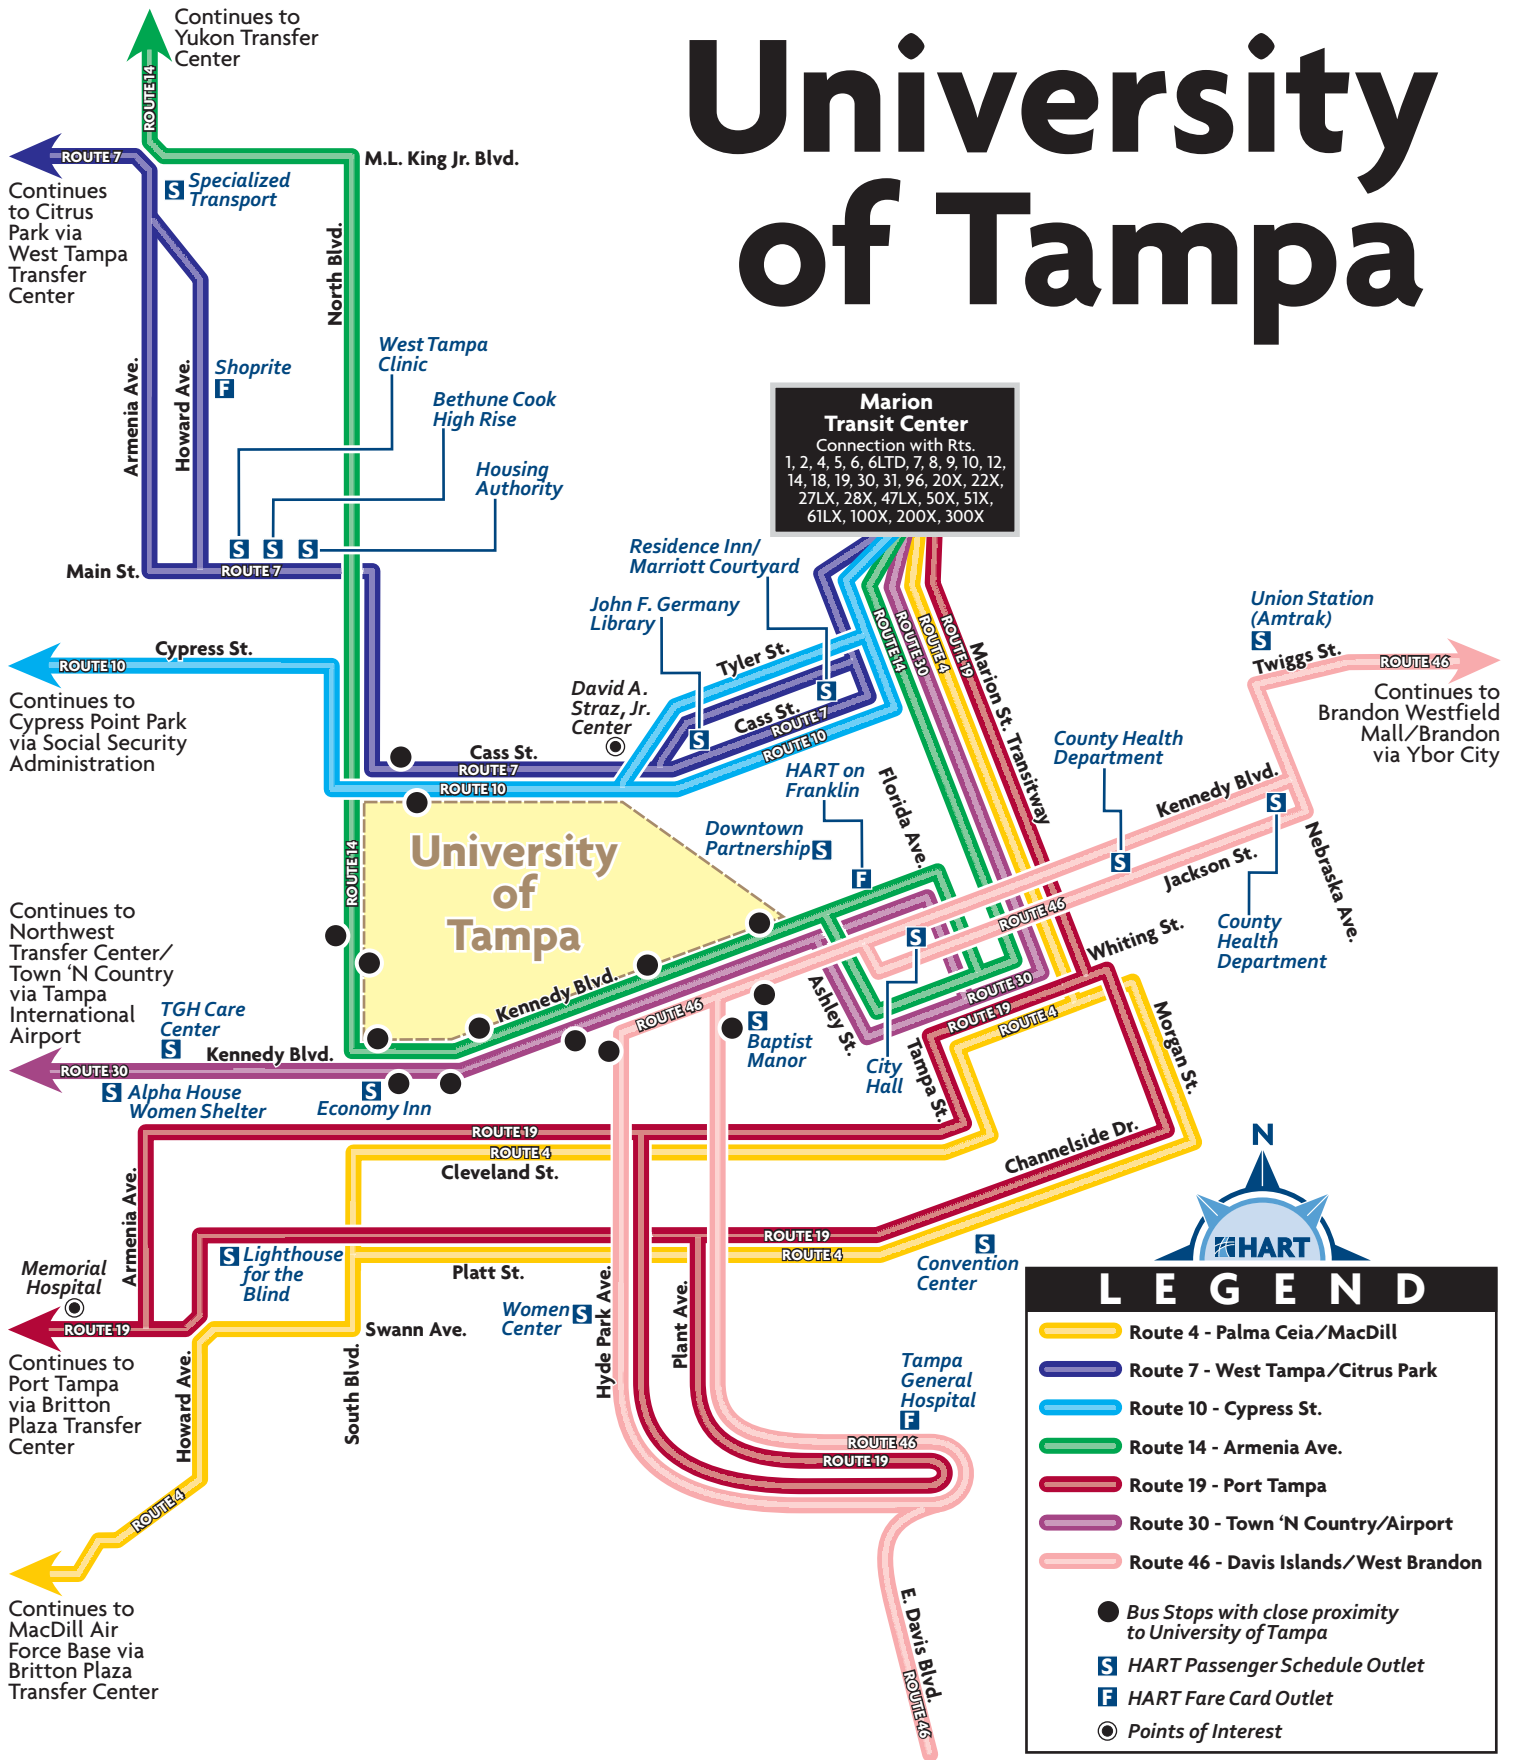 University
of Tampa
Continues to
Yukon Transfer
Center
ROUTE 14
ROUTE 7
M.L. King Jr. Blvd.
Continues
to Citrus
Park via
West Tampa
Transfer
Center
S Specialized
Transport
North Blvd.
Armenia Ave.
Howard Ave.
Shoprite
F
West Tampa
Clinic
Bethune Cook
High Rise
Housing
Authority
S S S
Main St.
ROUTE 7
Marion
Transit Center
Connection with Rts.
1, 2, 4, 5, 6, 6LTD, 7, 8, 9, 10, 12,
14, 18, 19, 30, 31, 96, 20X, 22X,
27LX, 28X, 47LX, 50X, 51X,
61LX, 100X, 200X, 300X
Residence Inn/
Marriott Courtyard
S
John F. Germany
Library
S
Tyler St.
Cass St.
ROUTE 7
ROUTE 10
David A.
Straz, Jr.
Center
ROUTE 14
ROUTE 30
ROUTE 4
ROUTE 19
Marion St. Transitway
Union Station
(Amtrak)
S
Twiggs St.
ROUTE 46
Continues to
Brandon Westfield
Mall/Brandon
via Ybor City
Cypress St.
ROUTE 10
Continues to
Cypress Point Park
via Social Security
Administration
Cass St.
ROUTE 7
ROUTE 10
HART on
Franklin
F
Downtown
Partnership S
Florida Ave.
County Health
Department
S
Kennedy Blvd.
S
Jackson St.
Nebraska Ave.
County
Health
Department
University
of
Tampa
ROUTE 14
ROUTE 46
Whiting St.
Continues to
Northwest
Transfer Center/
Town ‘N Country
via Tampa
International
Airport
TGH Care
Center
S
Kennedy Blvd.
ROUTE 30
S Alpha House
Women Shelter
S
Economy Inn
Kennedy Blvd.
ROUTE 46
S
Baptist
Manor
Ashley St.
S
City
Hall
ROUTE 30
ROUTE 19
ROUTE 4
Tampa St.
Morgan St.
Channelside Dr.
ROUTE 19
ROUTE 4
Cleveland St.
Armenia Ave.
Memorial
Hospital
ROUTE 19
Continues to
Port Tampa
via Britton
Plaza Transfer
Center
S Lighthouse
for the
Blind
ROUTE 19
ROUTE 4
Platt St.
S
Convention
Center
Swann Ave.
Women S
Center
Hyde Park Ave.
Plant Ave.
South Blvd.
Howard Ave.
Tampa
General
Hospital
F
ROUTE 46
ROUTE 19
ROUTE 4
Continues to
MacDill Air
Force Base via
Britton Plaza
Transfer Center
E. Davis Blvd.
ROUTE 46
N
HART
LEGEND
Route 4 - Palma Ceia/MacDill
Route 7 - West Tampa/Citrus Park
Route 10 - Cypress St.
Route 14 - Armenia Ave.
Route 19 - Port Tampa
Route 30 - Town ‘N Country/Airport
Route 46 - Davis Islands/West Brandon
Bus Stops with close proximity
to University of Tampa
S HART Passenger Schedule Outlet
F HART Fare Card Outlet
Points of Interest